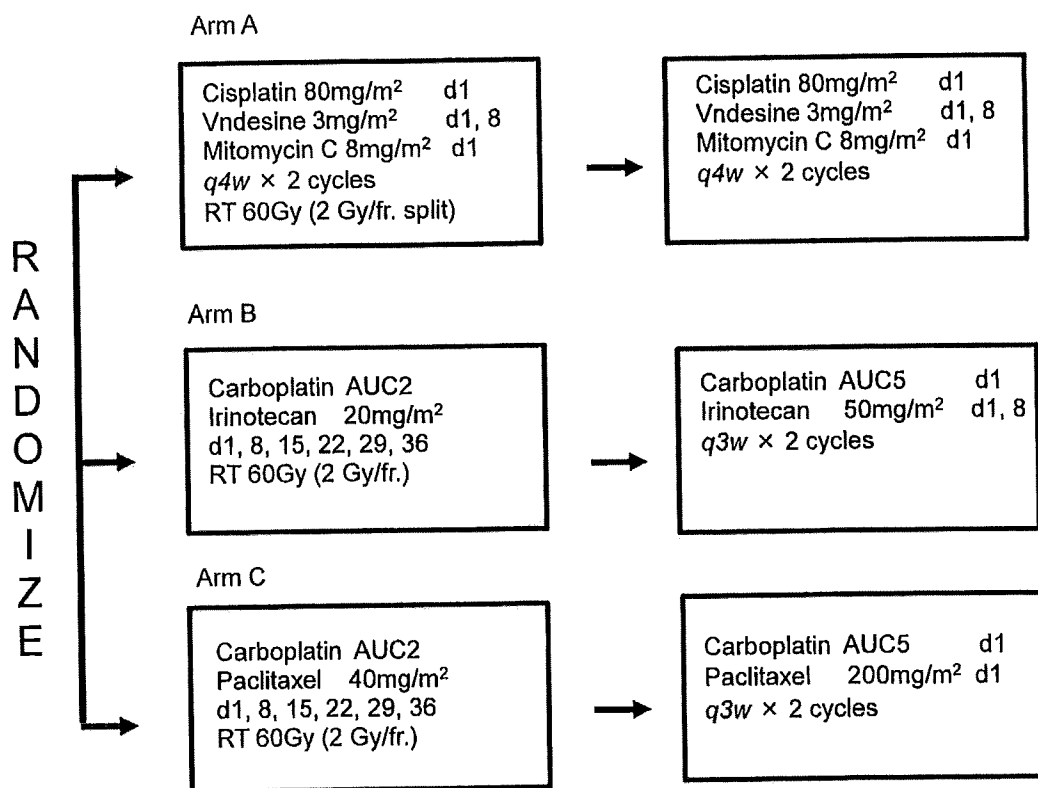 RANDOMIZE
Arm A
Cisplatin 80mg/m² d1
Vndesine 3mg/m² d1, 8
Mitomycin C 8mg/m² d1
q4w × 2 cycles
RT 60Gy (2 Gy/fr. split)
Cisplatin 80mg/m² d1
Vndesine 3mg/m² d1, 8
Mitomycin C 8mg/m² d1
q4w × 2 cycles
Arm B
Carboplatin AUC2
Irinotecan 20mg/m²
d1, 8, 15, 22, 29, 36
RT 60Gy (2 Gy/fr.)
Carboplatin AUC5 d1
Irinotecan 50mg/m² d1, 8
q3w × 2 cycles
Arm C
Carboplatin AUC2
Paclitaxel 40mg/m²
d1, 8, 15, 22, 29, 36
RT 60Gy (2 Gy/fr.)
Carboplatin AUC5 d1
Paclitaxel 200mg/m² d1
q3w × 2 cycles